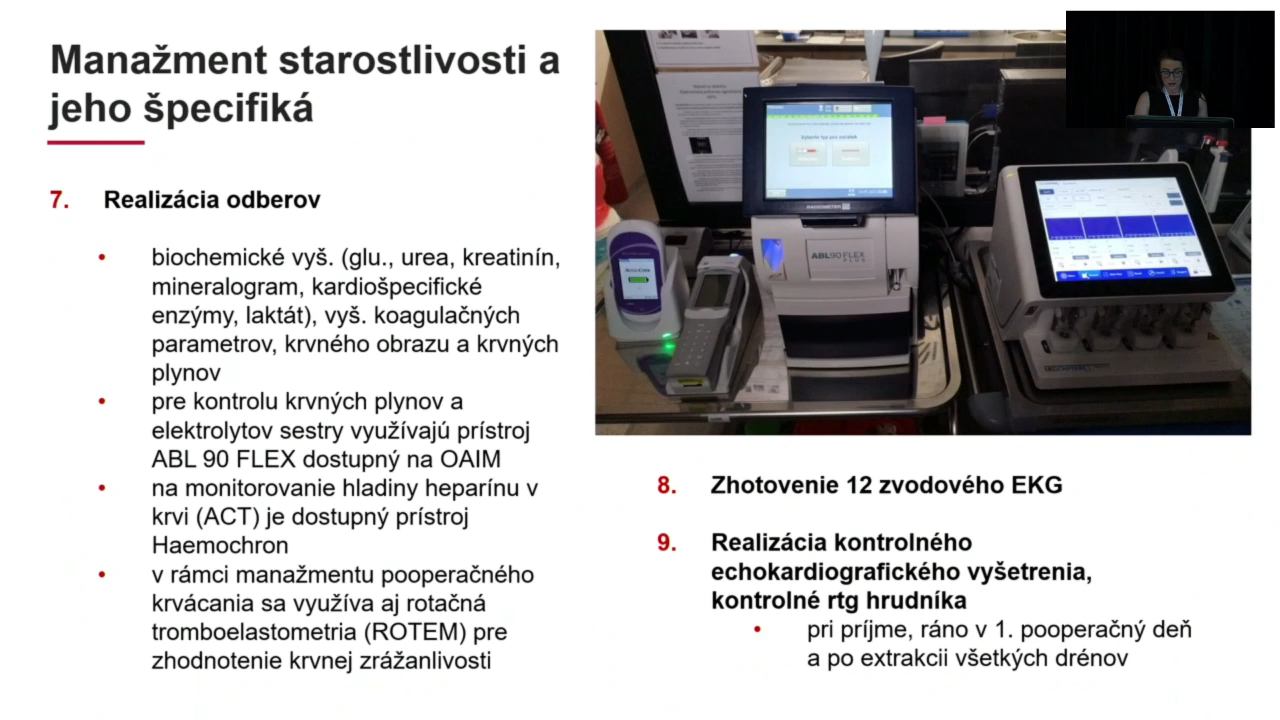 Manažment starostlivosti a
jeho špecifiká
7. Realizácia odberov
• biochemické vyš. (glu., urea, kreatinín,
mineralogram, kardiošpecifické
enzýmy, laktát), vyš. koagulačných
parametrov, krvného obrazu a krvných
plynov
• pre kontrolu krvných plynov a
elektrolytov sestry využívajú prístroj
ABL 90 FLEX dostupný na OAIM
• na monitorovanie hladiny heparínu v
krvi (ACT) je dostupný prístroj
Haemochron
• v rámci manažmentu pooperačného
krvácania sa využíva aj rotačná
tromboelastometria (ROTEM) pre
zhodnotenie krvnej zrážanlivosti
RADIOMETER
ABL90 FLEX
PLUS
8. Zhotovenie 12 zvodového EKG
9. Realizácia kontrolného
echokardiografického vyšetrenia,
kontrolné rtg hrudníka
• pri príjme, ráno v 1. pooperačný deň
a po extrakcii všetkých drénov